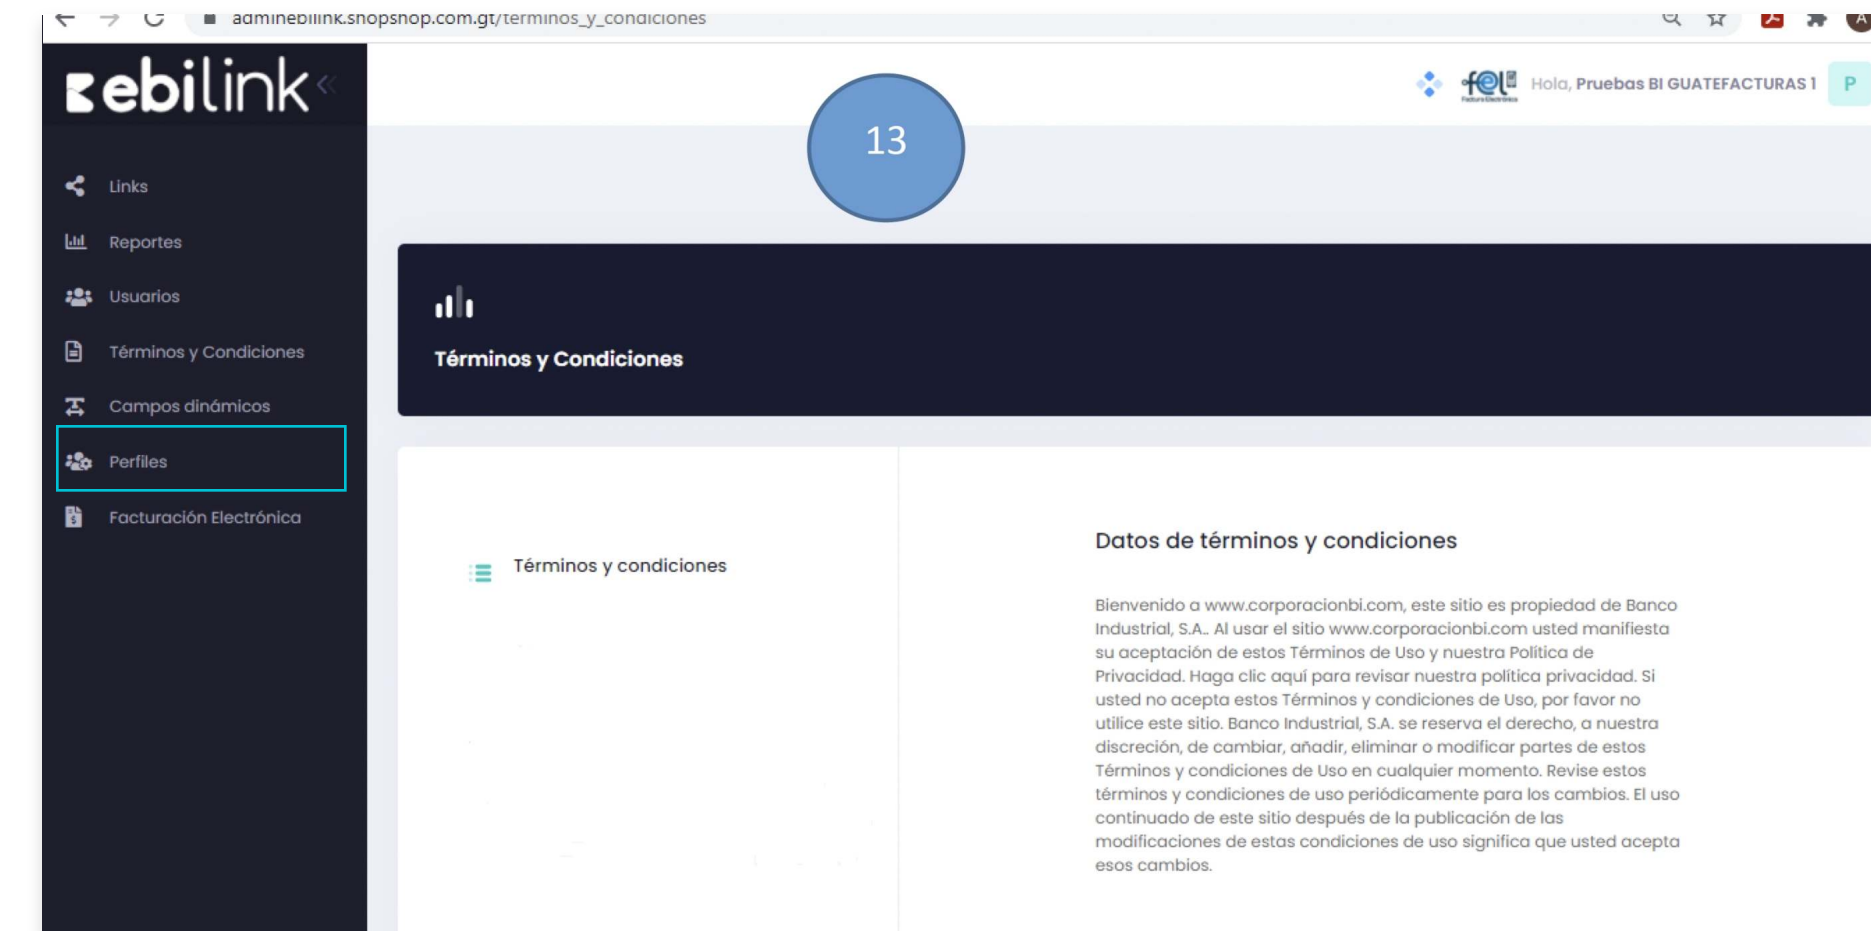 adminebilink.shopshop.com.gt/terminos_y_condiciones
A
ebilink
fel
Factura Electrónica
Hola, Pruebas BI GUATEFACTURAS 1
P
13
Links
Reportes
Usuarios
Términos y Condiciones
Campos dinámicos
Perfiles
Facturación Electrónica
Términos y Condiciones
Términos y condiciones
Datos de términos y condiciones
Bienvenido a www.corporacionbi.com, este sitio es propiedad de Banco
Industrial, S.A.. Al usar el sitio www.corporacionbi.com usted manifiesta
su aceptación de estos Términos de Uso y nuestra Política de
Privacidad. Haga clic aquí para revisar nuestra política privacidad. Si
usted no acepta estos Términos y condiciones de Uso, por favor no
utilice este sitio. Banco Industrial, S.A. se reserva el derecho, a nuestra
discreción, de cambiar, añadir, eliminar o modificar partes de estos
Términos y condiciones de Uso en cualquier momento. Revise estos
términos y condiciones de uso periódicamente para los cambios. El uso
continuado de este sitio después de la publicación de las
modificaciones de estas condiciones de uso significa que usted acepta
esos cambios.